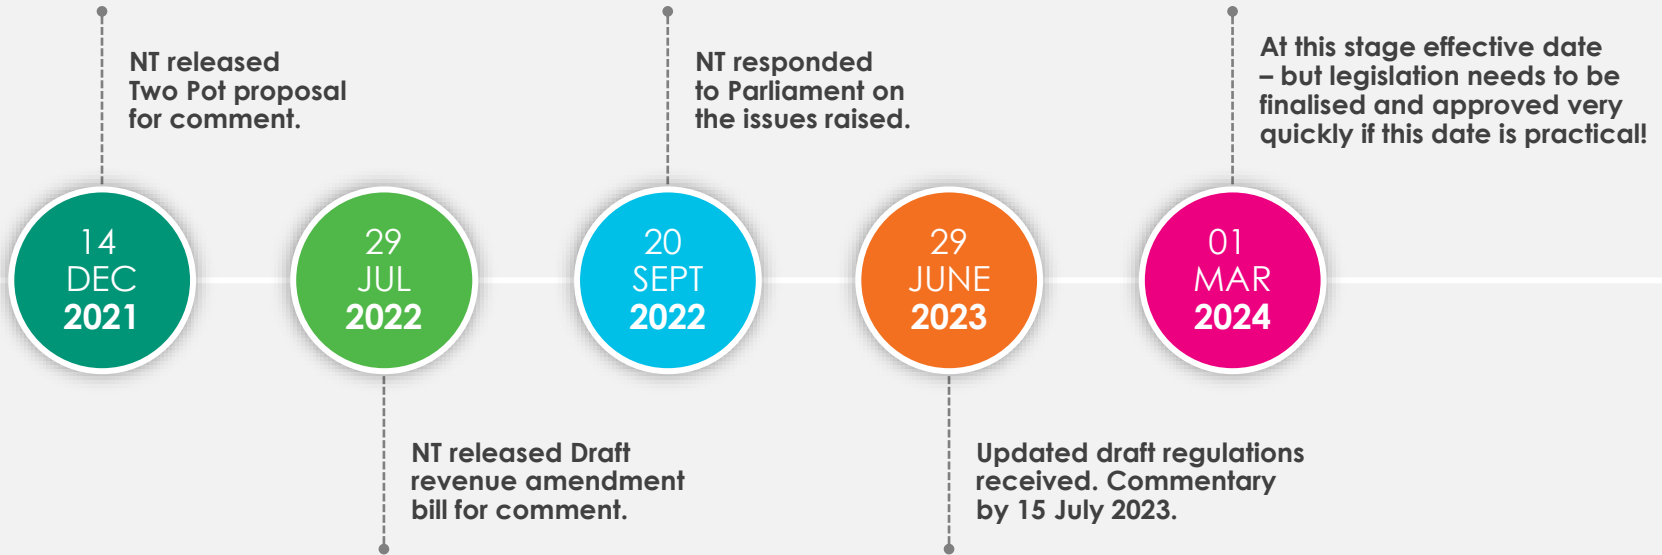 NT released
Two Pot proposal
for comment.
NT responded
to Parliament on
the issues raised.
At this stage effective date
– but legislation needs to be
finalised and approved very
quickly if this date is practical!
14
DEC
2021
29
JUL
2022
20
SEPT
2022
29
JUNE
2023
01
MAR
2024
NT released Draft
revenue amendment
bill for comment.
Updated draft regulations
received. Commentary
by 15 July 2023.